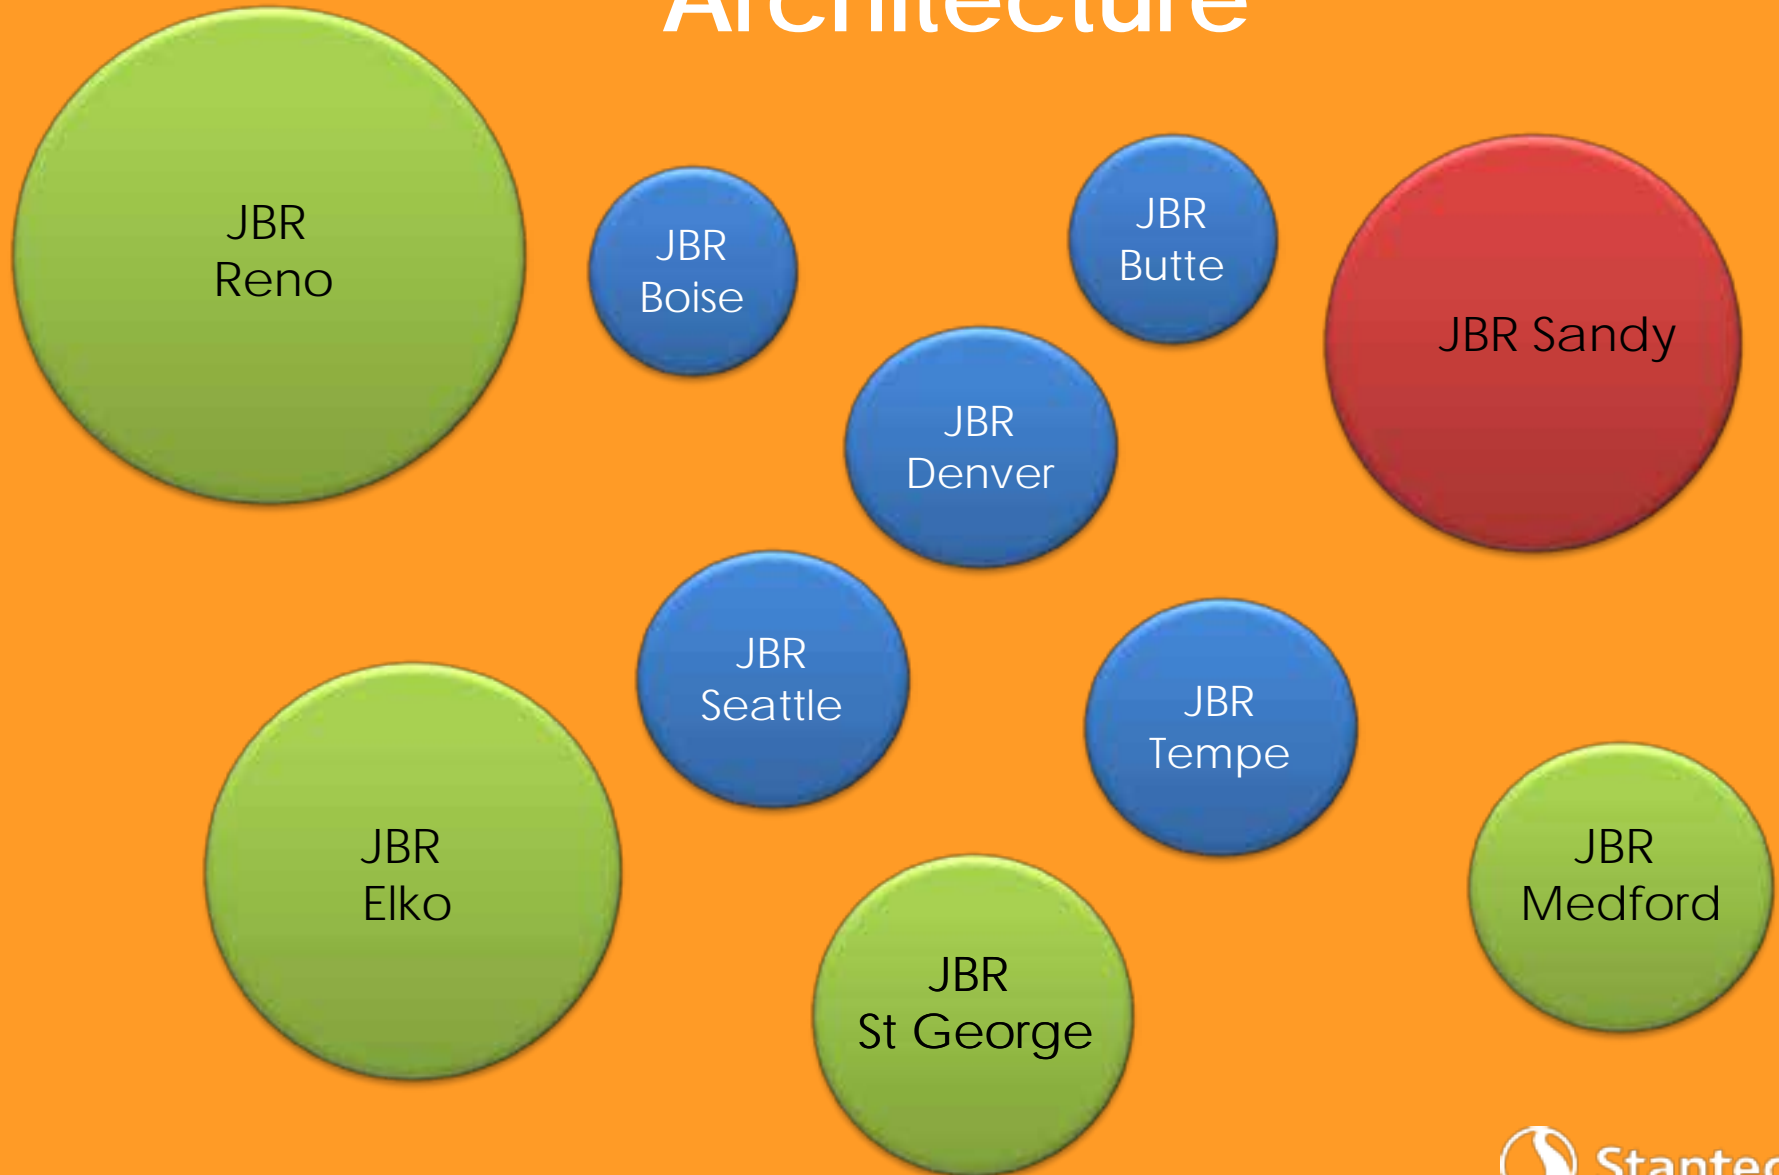 Architecture
JBR
Reno
JBR
Boise
JBR
Butte
JBR Sandy
JBR
Denver
JBR
Seattle
JBR
Tempe
JBR
Elko
JBR
Medford
JBR
St George
Stantec